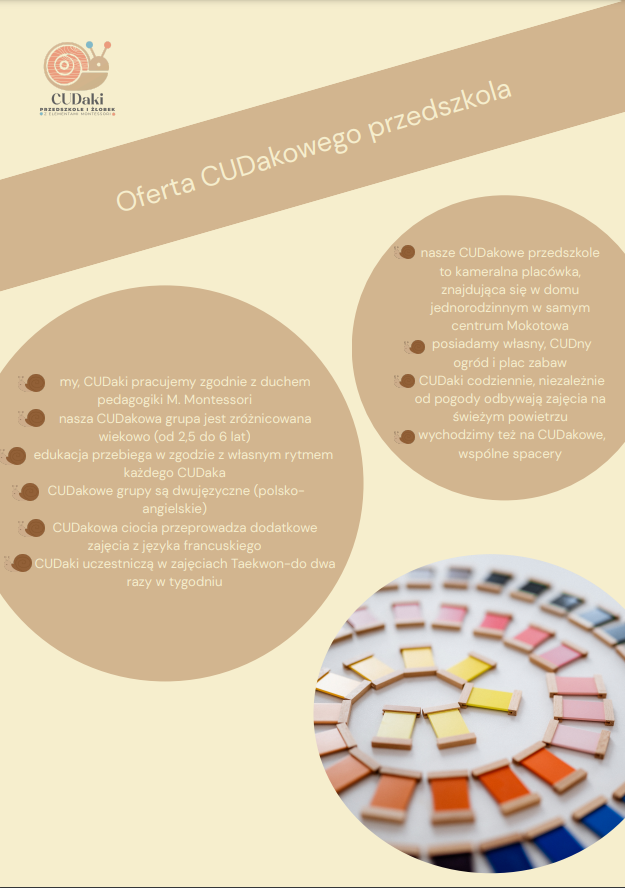 CUDaki
PRZEDSZKOLE I ŻŁOBEK
Z ELEMENTAMI MONTESSORI
Oferta CUDakowego przedszkola
nasze CUDakowe przedszkole
to kameralna placówka,
znajdująca się w domu
jednorodzinnym w samym
centrum Mokotowa
posiadamy własny, CUDny
ogród i plac zabaw
CUDaki codziennie, niezależnie
od pogody odbywają zajęcia na
świeżym powietrzu
wychodzimy też na CUDakowe,
wspólne spacery
my, CUDaki pracujemy zgodnie z duchem
pedagogiki M. Montessori
nasza CUDakowa grupa jest zróżnicowana
wiekowo (od 2,5 do 6 lat)
edukacja przebiega w zgodzie z własnym rytmem
każdego CUDaka
CUDakowe grupy są dwujęzyczne (polsko-
angielskie)
CUDakowa ciocia przeprowadza dodatkowe
zajęcia z języka francuskiego
CUDaki uczestniczą w zajęciach Taekwon-do dwa
razy w tygodniu